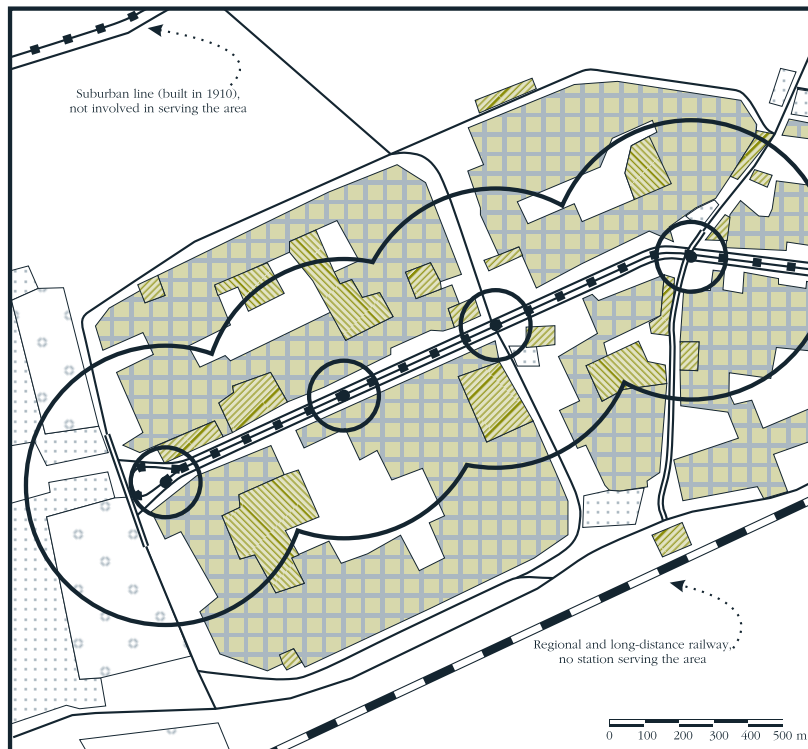 Suburban line (built in 1910),
not involved in serving the area
Regional and long-distance railway,
no station serving the area
0 100 200 300 400 500 m